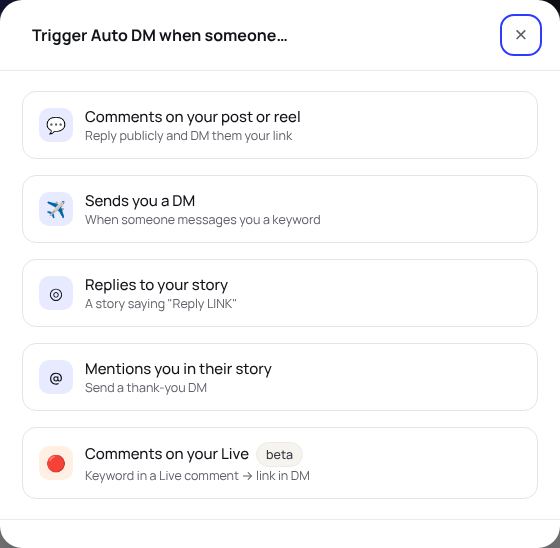 Trigger Auto DM when someone…
Comments on your post or reel
Reply publicly and DM them your link
Sends you a DM
When someone messages you a keyword
Replies to your story
A story saying "Reply LINK"
@
Mentions you in their story
Send a thank-you DM
Comments on your Live beta
Keyword in a Live comment → link in DM